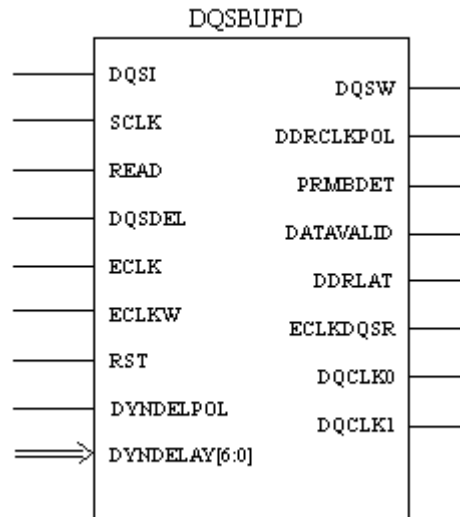 DQSBUFD
DQSI
SCLK
READ
DQSDEL
ECLK
ECLKW
RST
DYNDELPOL
DYNDELAY[6:0]
DQSW
DDRCLKPOL
PRMBDET
DATAVALID
DDRLAT
ECLKDQSR
DQCLK0
DQCLK1